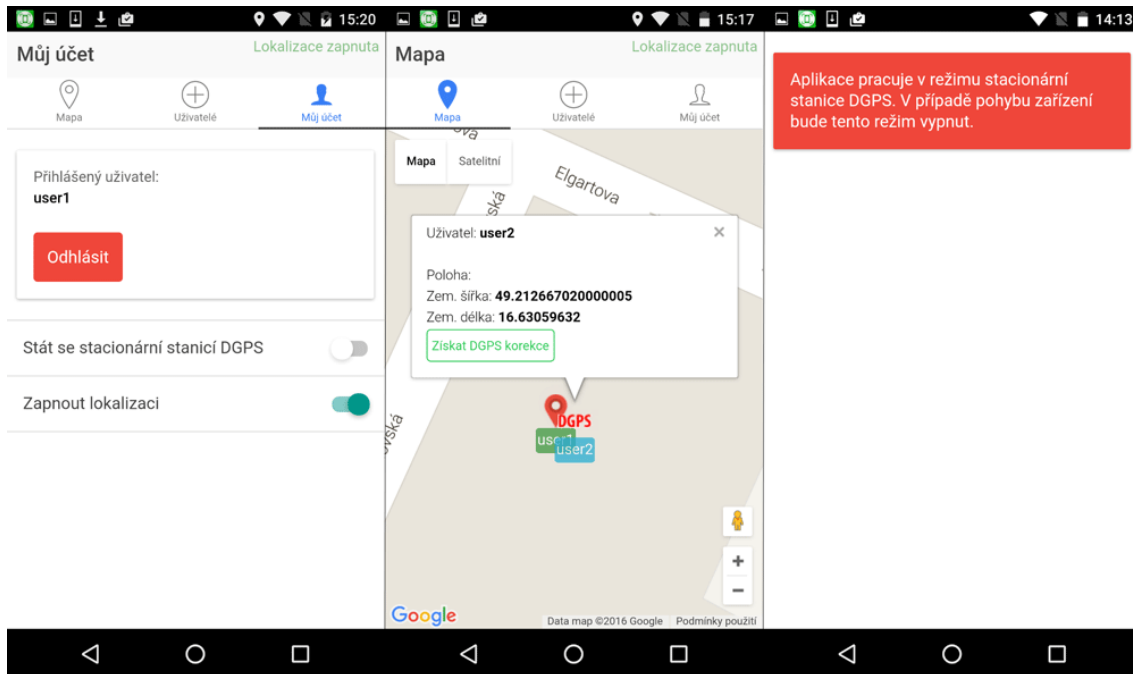 15:20
Můj účet
Lokalizace zapnuta
Mapa
Uživatelé
Můj účet
Přihlášený uživatel:
user1
Odhlásit
Stát se stacionární stanicí DGPS
Zapnout lokalizaci
15:17
Mapa
Lokalizace zapnuta
Mapa
Uživatelé
Můj účet
va
Mapa
Satelitní
Elgartova
ská
Uživatel: user2
×
Poloha:
Zem. šířka: 49.212667020000005
Zem. délka: 16.63059632
Získat DGPS korekce
DGPS
user1
user2
vská
+
−
Google
Data map ©2016 Google
Podmínky použití
14:13
Aplikace pracuje v režimu stacionární
stanice DGPS. V případě pohybu zařízení
bude tento režim vypnut.